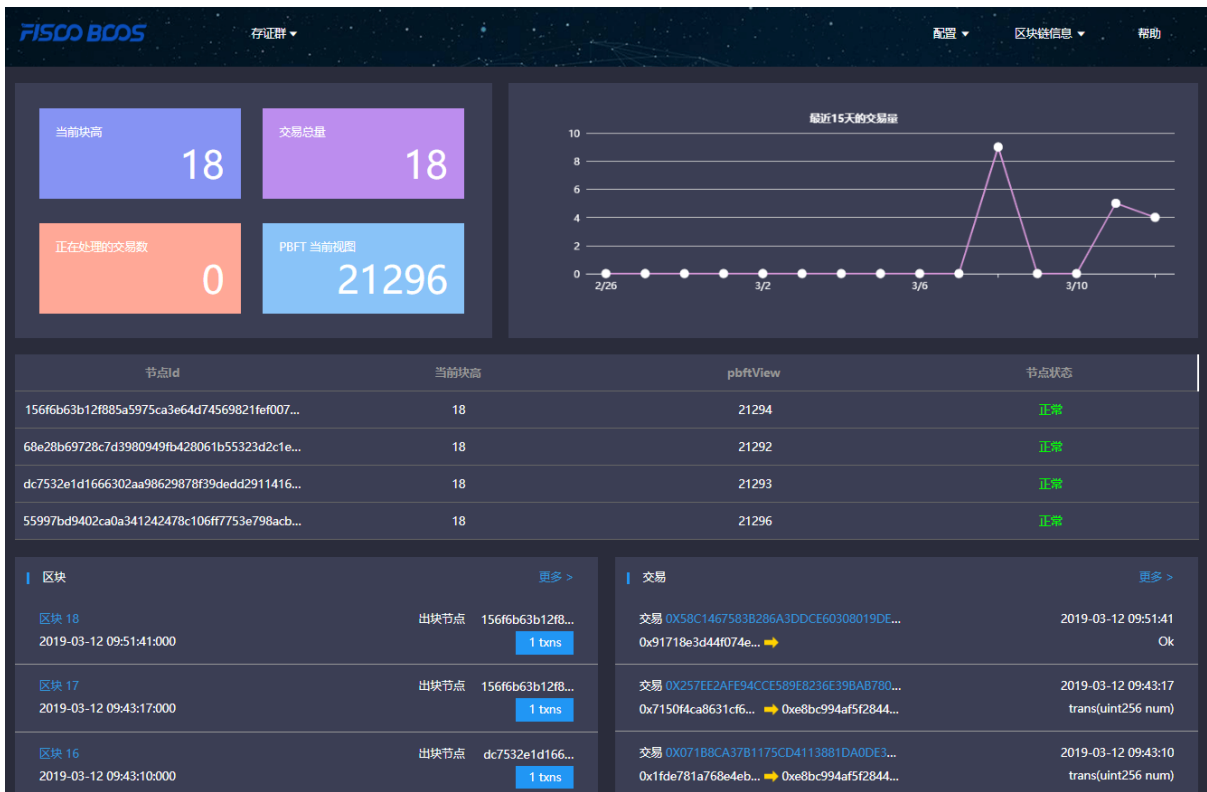 FISCO BCOS 存证群 配置 区块链信息 帮助
当前块高
18
交易总量
18
正在处理的交易数
0
PBFT 当前视图
21296
最近15天的交易量
10
8
6
4
2
0
2/26 3/2 3/6 3/10
节点Id 当前块高 pbftView 节点状态
156f6b63b12f885a5975ca3e64d74569821fef007... 18 21294 正常
68e28b69728c7d3980949fb428061b55323d2c1e... 18 21292 正常
dc7532e1d1666302aa98629878f39dedd2911416... 18 21293 正常
55997bd9402ca0a341242478c106ff7753e798acb... 18 21296 正常
区块 更多 >
区块 18 出块节点 156f6b63b12f8...
2019-03-12 09:51:41:000 1 txns
区块 17 出块节点 156f6b63b12f8...
2019-03-12 09:43:17:000 1 txns
区块 16 出块节点 dc7532e1d166...
2019-03-12 09:43:10:000 1 txns
交易 更多 >
交易 0X58C1467583B286A3DDCE60308019DE... 2019-03-12 09:51:41
0x91718e3d44f074e... Ok
交易 0X257EE2AFE94CCE589E8236E39BAB780... 2019-03-12 09:43:17
0x7150f4ca8631cf6... 0xe8bc994af5f2844... trans(uint256 num)
交易 0X071B8CA37B1175CD4113881DA0DE3... 2019-03-12 09:43:10
0x1fde781a768e4eb... 0xe8bc994af5f2844... trans(uint256 num)